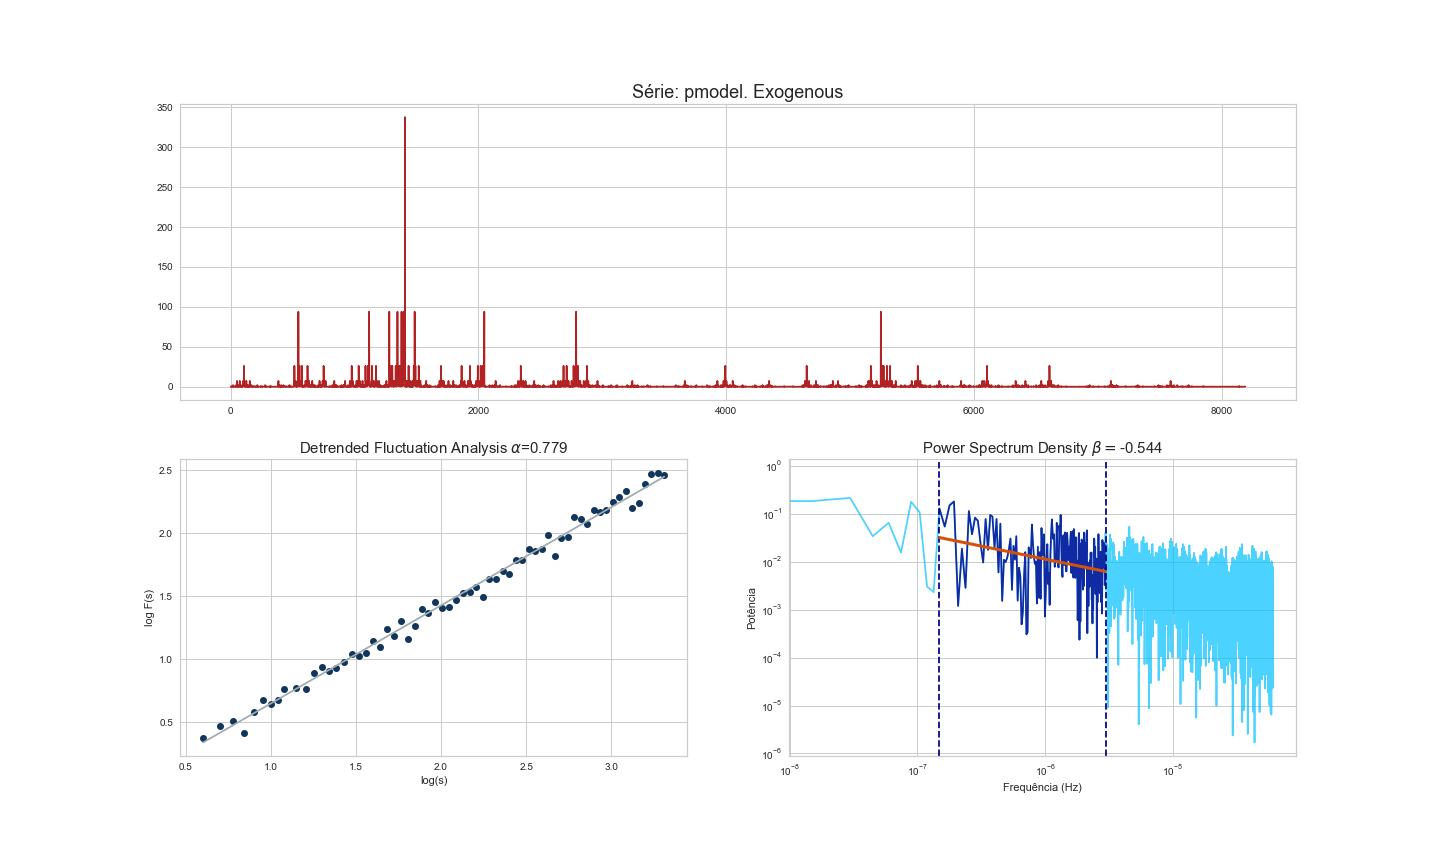 Série: pmodel. Exogenous
350
300
250
200
150
100
50
0
0 2000 4000 6000 8000
Detrended Fluctuation Analysis α=0.779
log F(s)
2.5
2.0
1.5
1.0
0.5
0.5 1.0 1.5 2.0 2.5 3.0
log(s)
Power Spectrum Density β = -0.544
Potência
10⁰
10⁻¹
10⁻²
10⁻³
10⁻⁴
10⁻⁵
10⁻⁶
10⁻⁸ 10⁻⁷ 10⁻⁶ 10⁻⁵
Frequência (Hz)